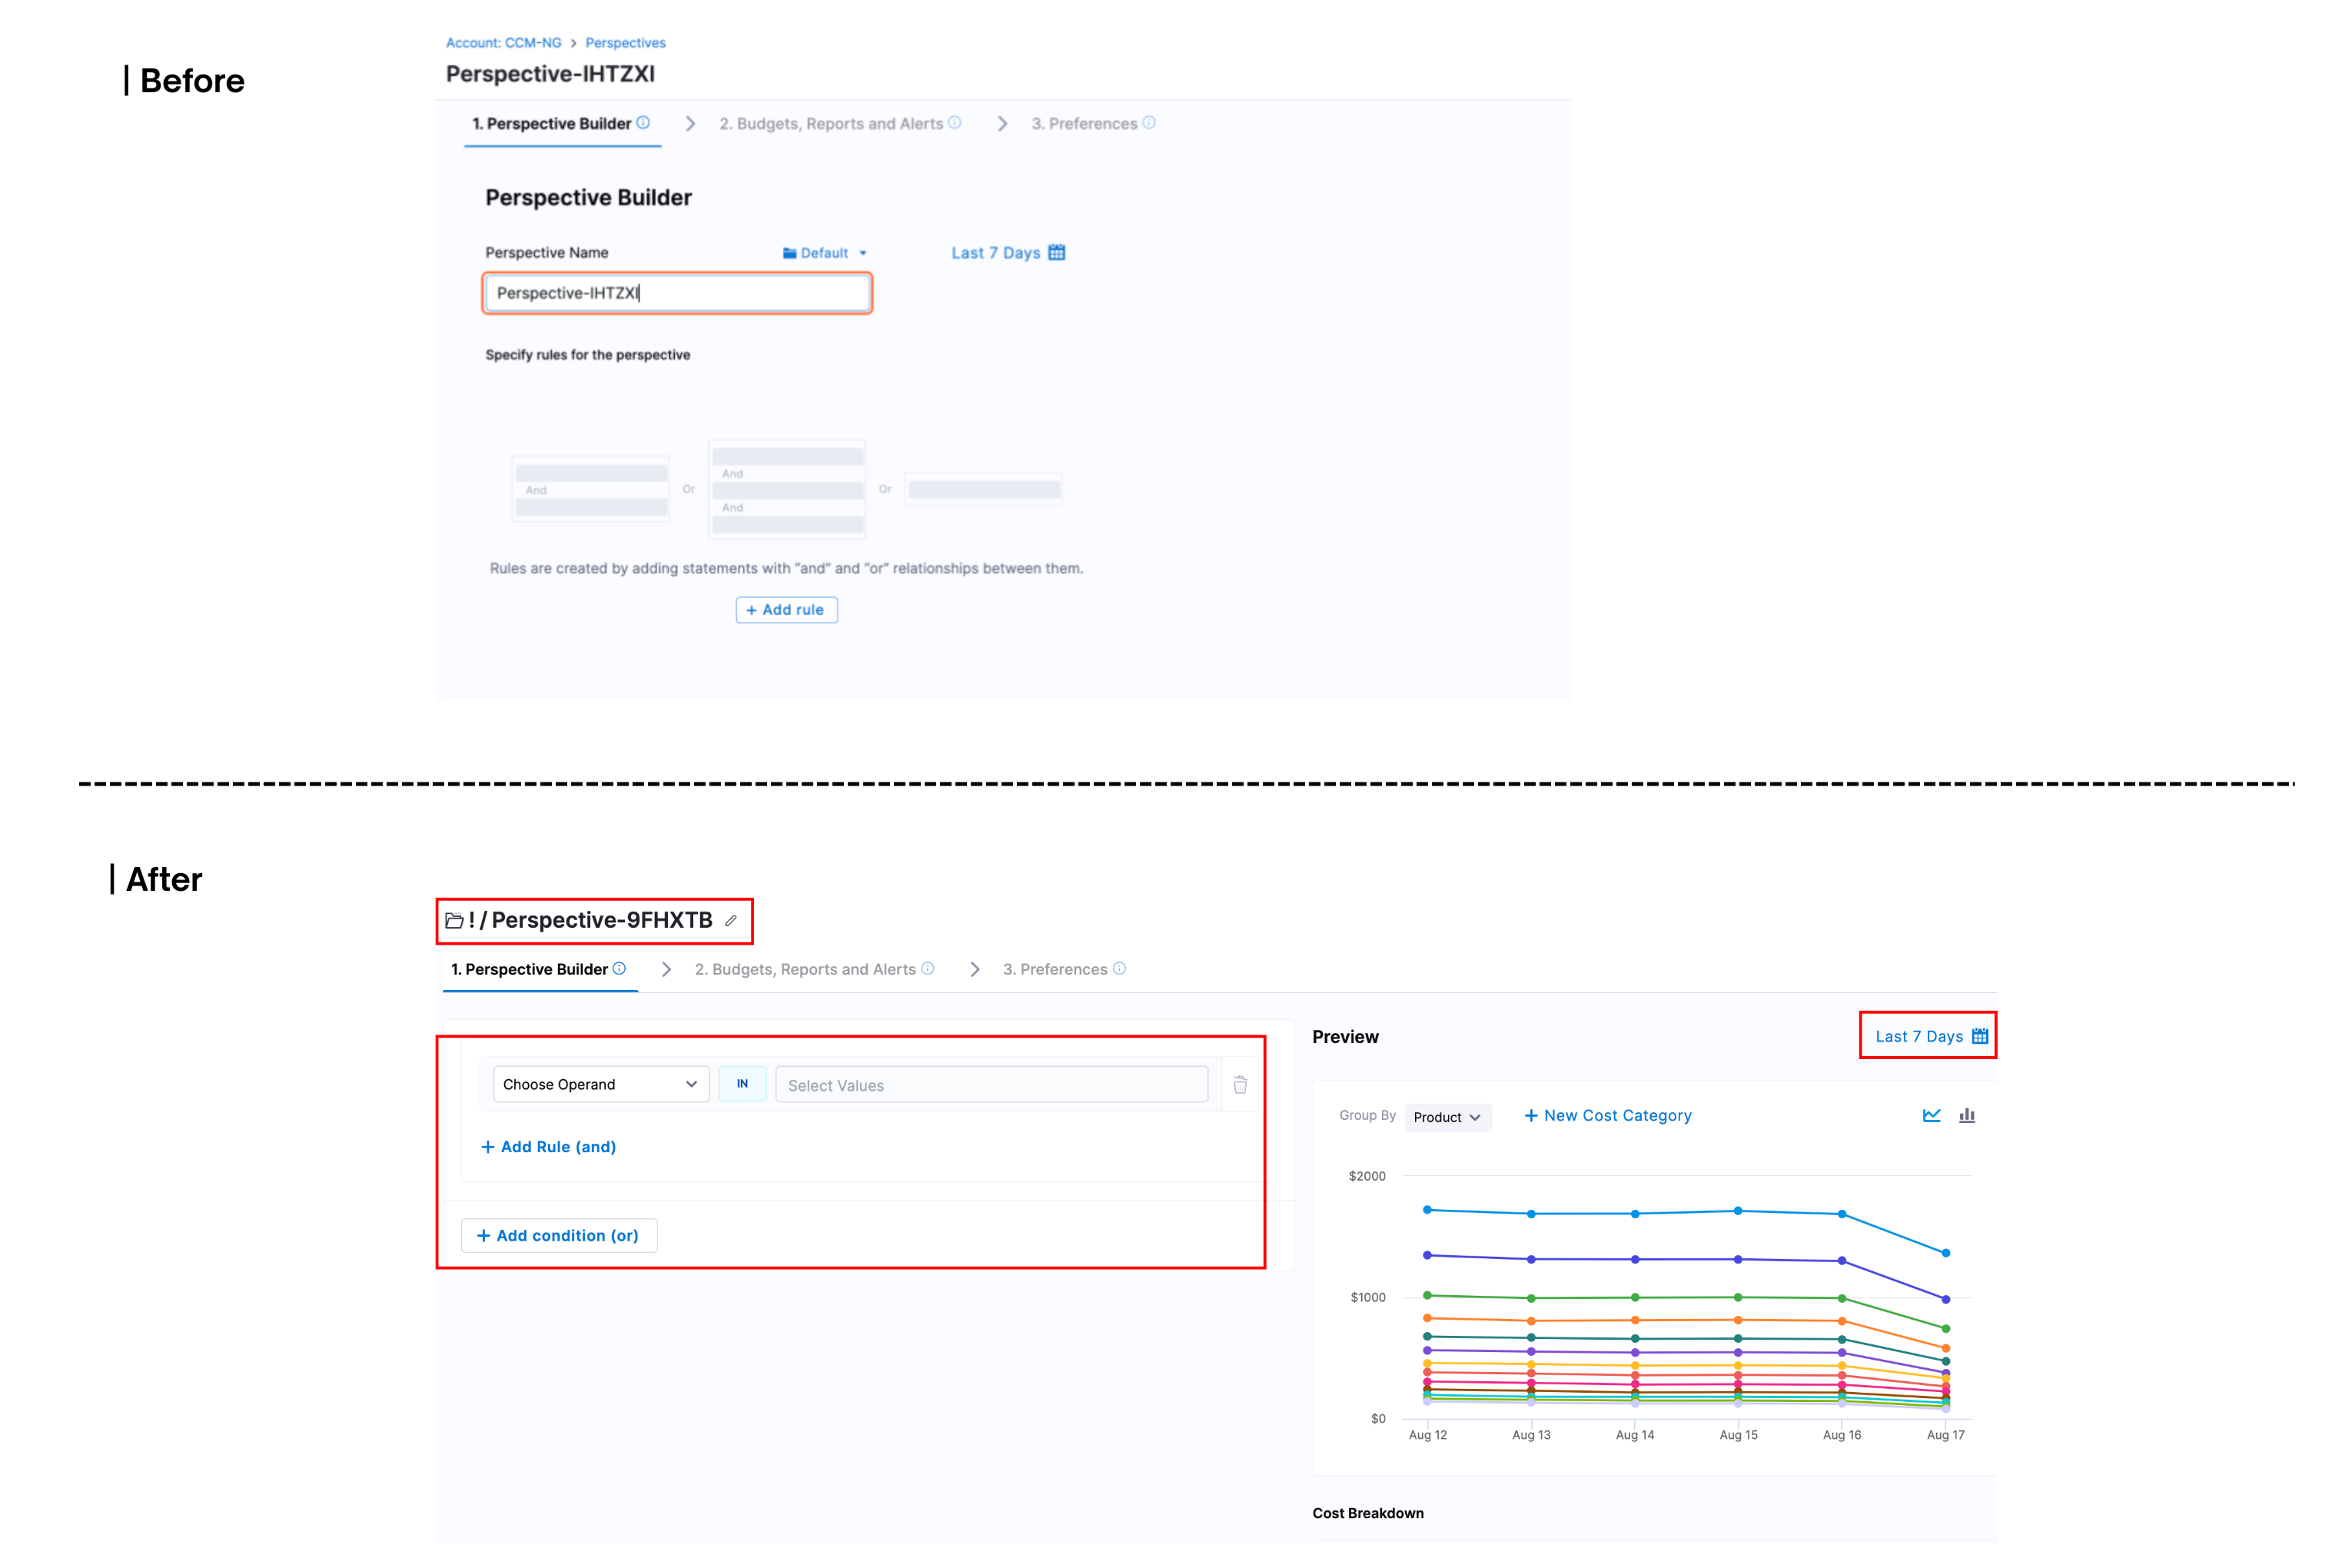 | Before
Account: CCM-NG > Perspectives
Perspective-IHTZXI
1. Perspective Builder > 2. Budgets, Reports and Alerts > 3. Preferences
Perspective Builder
Perspective Name Default Last 7 Days
Perspective-IHTZXI
Specify rules for the perspective
And
And Or Or
And
Rules are created by adding statements with “and” and “or” relationships between them.
+ Add rule
| After
! / Perspective-9FHXTB
1. Perspective Builder > 2. Budgets, Reports and Alerts > 3. Preferences
Choose Operand IN Select Values
+ Add Rule (and)
+ Add condition (or)
Preview Last 7 Days
Group By Product + New Cost Category
$2000
$1000
$0
Aug 12 Aug 13 Aug 14 Aug 15 Aug 16 Aug 17
Cost Breakdown